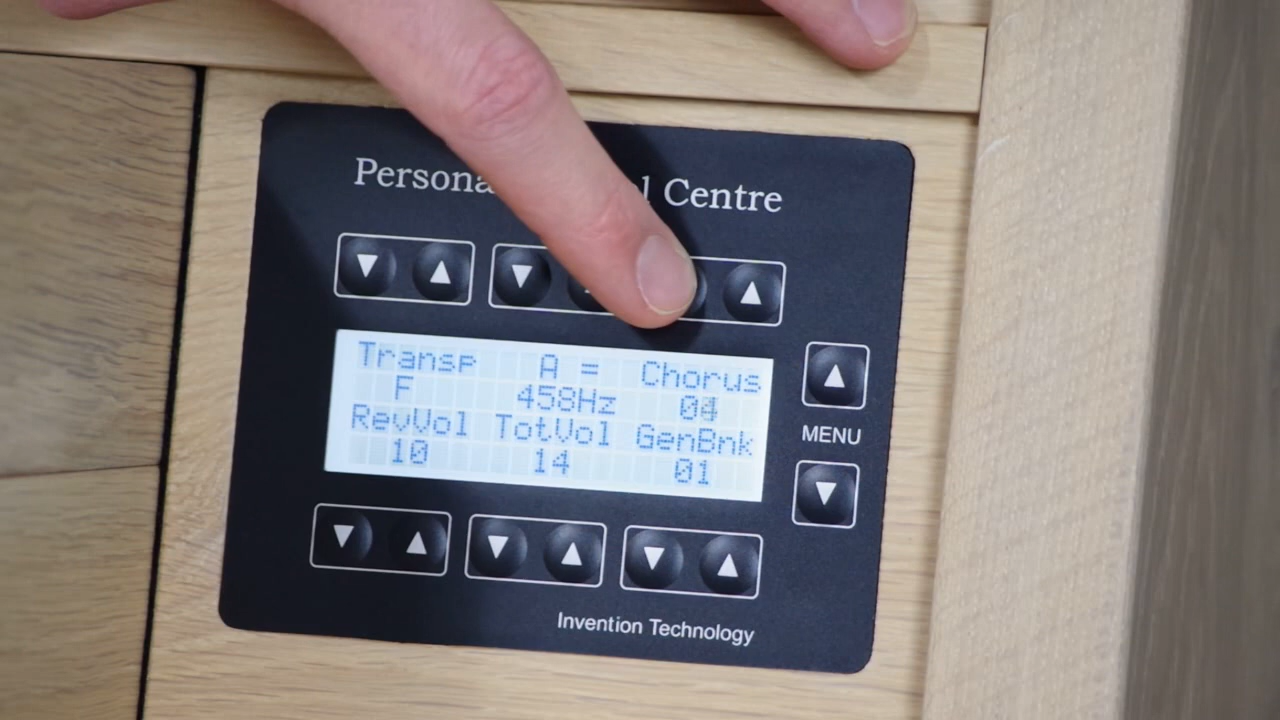 Persona l Centre
Transp A = Chorus
F 458Hz 04
RevVol TotVol GenBnk
10 14 01
MENU
Invention Technology